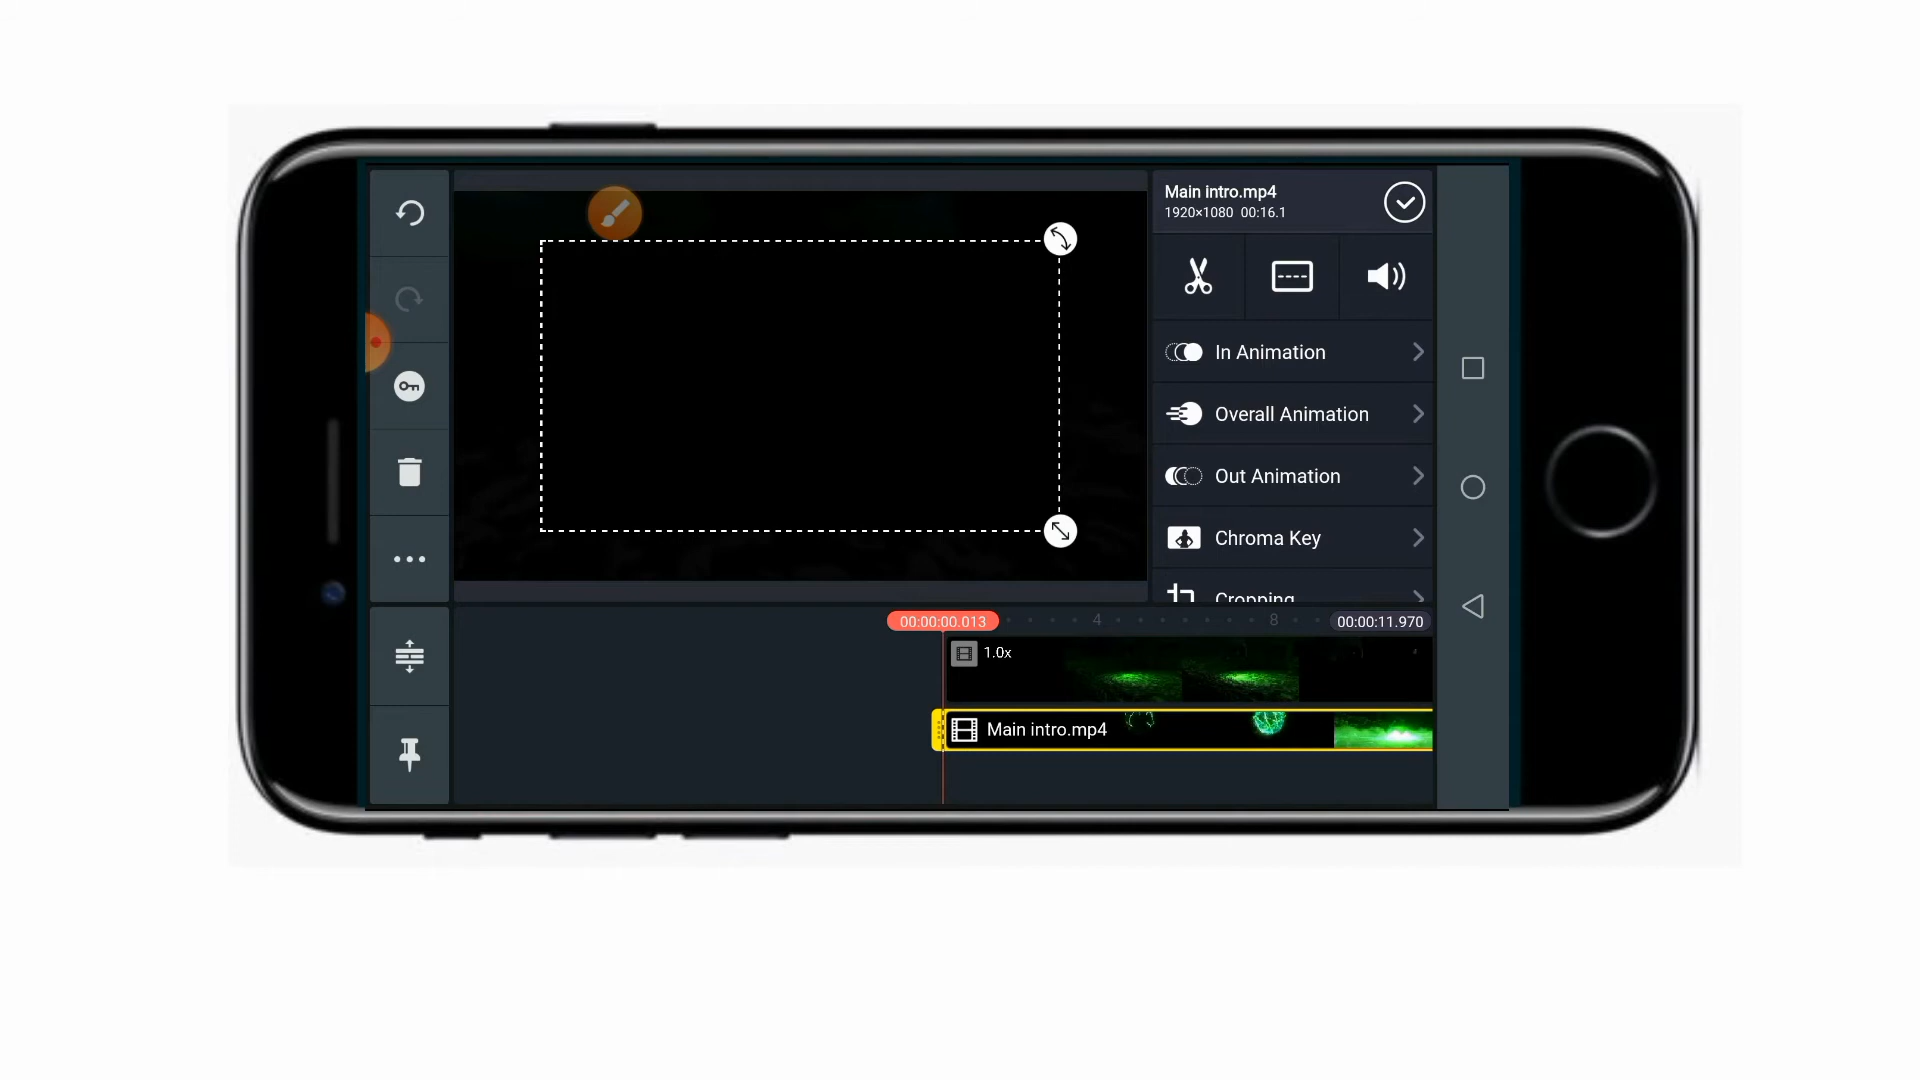 Main intro.mp4
1920×1080 00:16.1
In Animation
Overall Animation
Out Animation
Chroma Key
Cropping
00:00:00.013
4
8
00:00:11.970
1.0x
Main intro.mp4